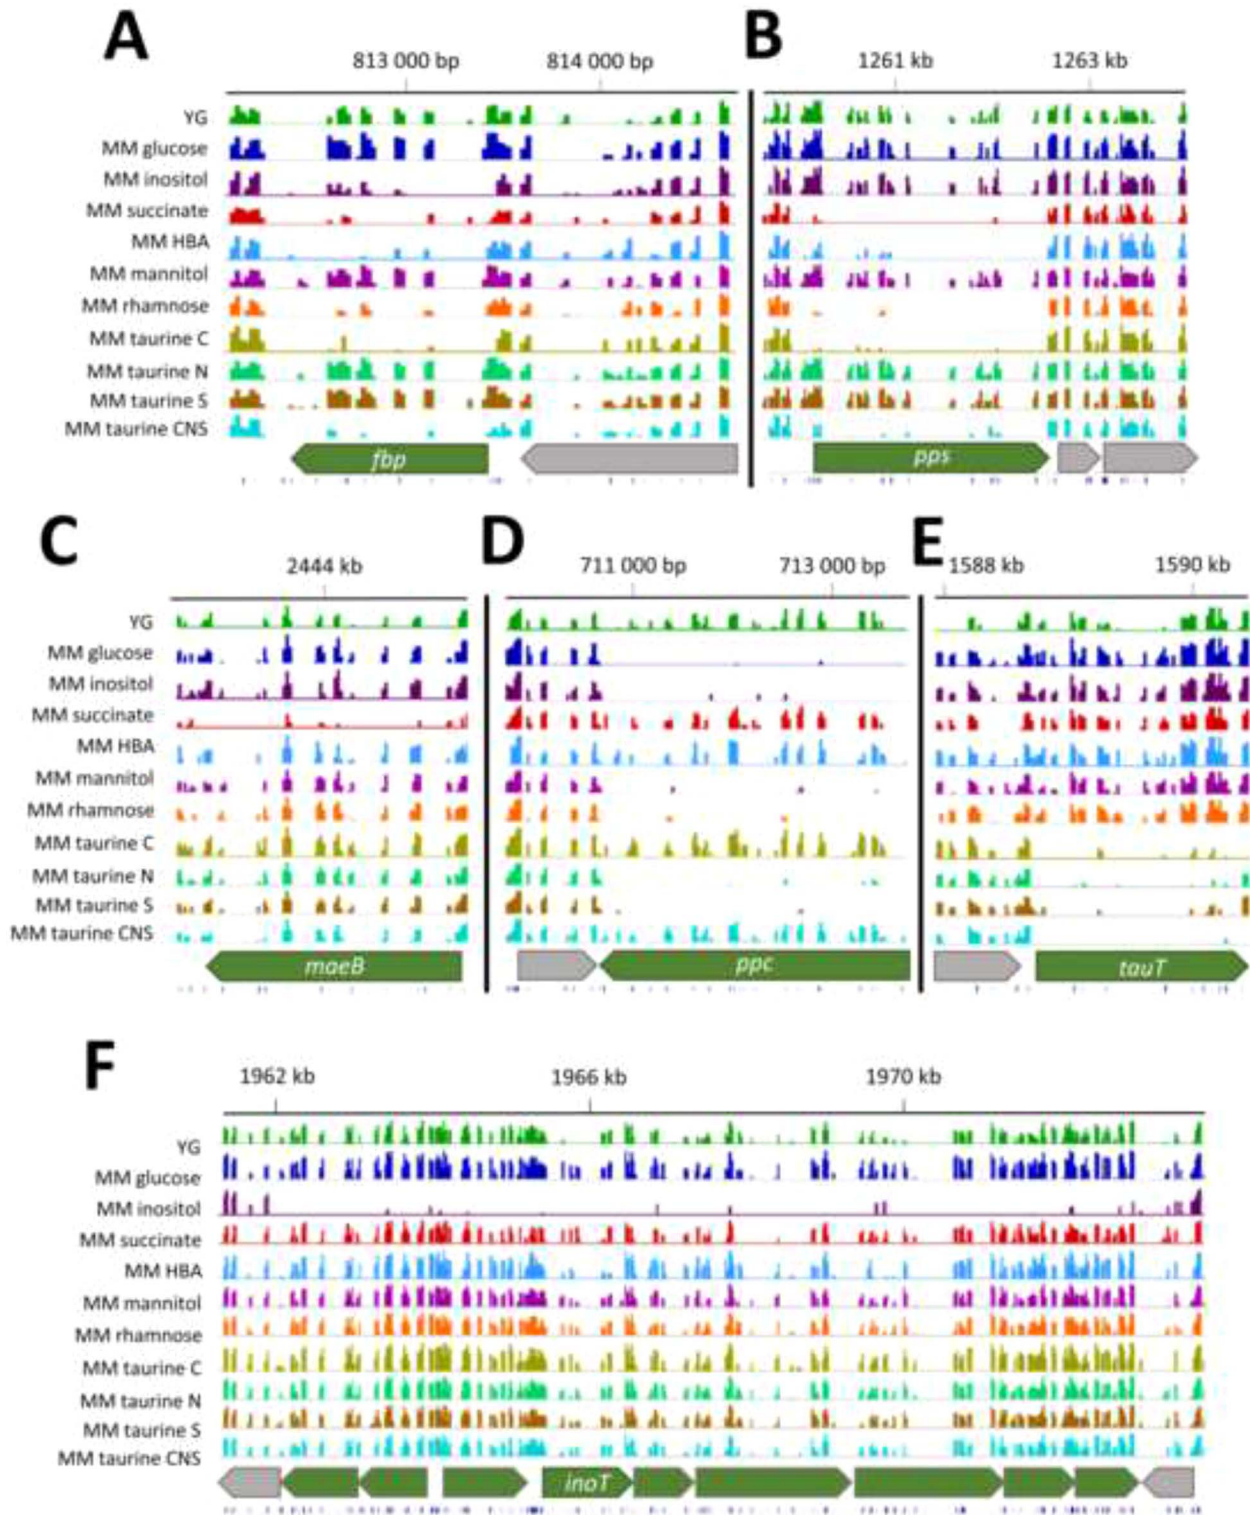 A
B
813 000 bp
814 000 bp
1261 kb
1263 kb
YG
MM glucose
MM inositol
MM succinate
MM HBA
MM mannitol
MM rhamnose
MM taurine C
MM taurine N
MM taurine S
MM taurine CNS
fbp
pps
C
D
E
2444 kb
711 000 bp
713 000 bp
1588 kb
1590 kb
YG
MM glucose
MM inositol
MM succinate
MM HBA
MM mannitol
MM rhamnose
MM taurine C
MM taurine N
MM taurine S
MM taurine CNS
maeB
ppc
tauT
F
1962 kb
1966 kb
1970 kb
YG
MM glucose
MM inositol
MM succinate
MM HBA
MM mannitol
MM rhamnose
MM taurine C
MM taurine N
MM taurine S
MM taurine CNS
inoT